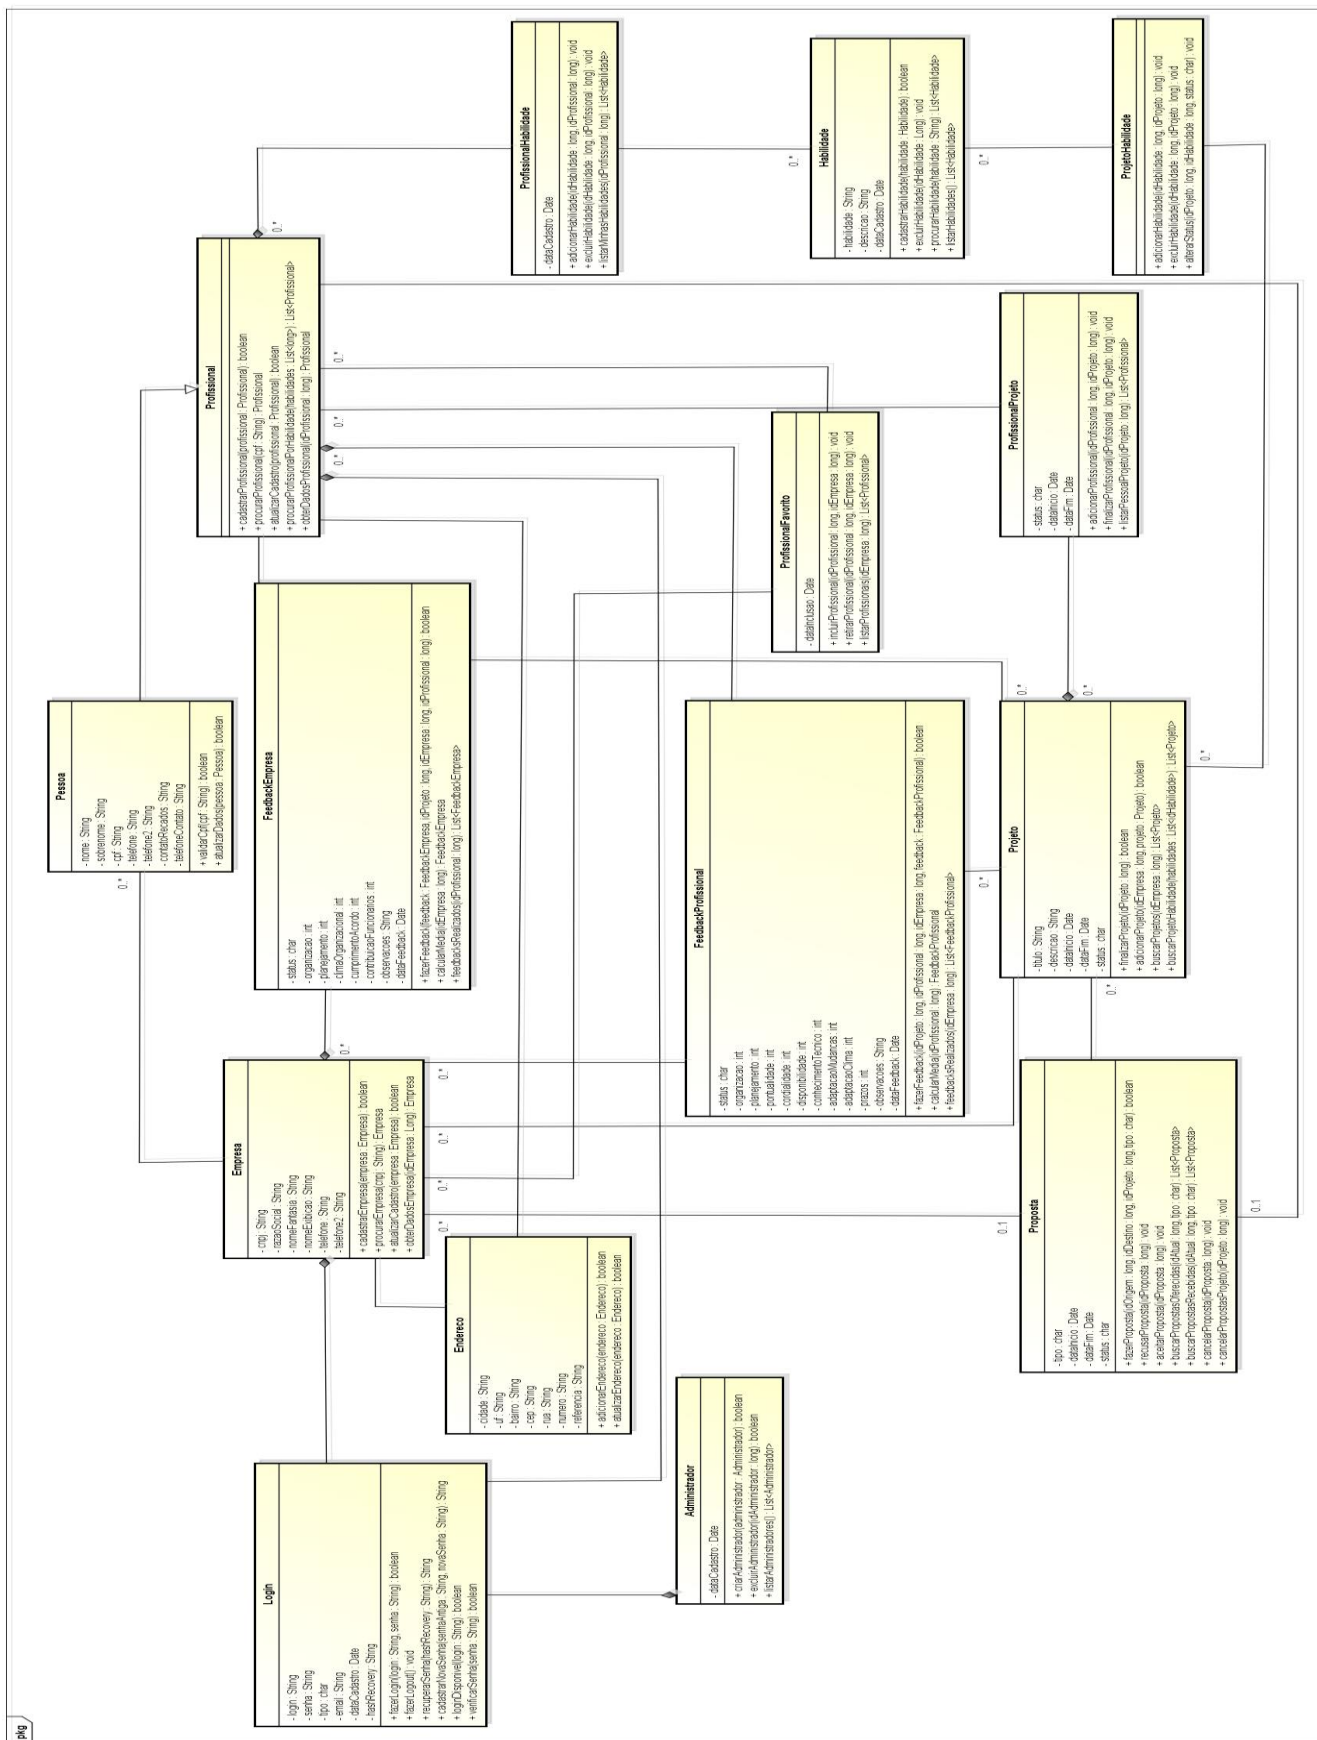 pkg
Login
- login : String
- senha : String
- tipo : char
- email : String
- dataCadastro : Date
- hashRecovery : String
+ fazerLogin(login : String, senha : String) : boolean
+ fazerLogout() : void
+ recuperarSenha(hashRecovery : String) : String
+ cadastrarNovaSenha(senhaAntiga : String, novaSenha : String) : String
+ loginDisponivel(login : String) : boolean
+ verificarSenha(senha : String) : boolean
Administrador
- dataCadastro : Date
+ criarAdministrador(administrador : Administrador) : boolean
+ excluirAdministrador(idAdministrador : long) : boolean
+ listarAdministradores() : List<Administrador>
Empresa
- cnpj : String
- razaoSocial : String
- nomeFantasia : String
- nomeExibicao : String
- telefone : String
- telefone2 : String
+ cadastrarEmpresa(empresa : Empresa) : boolean
+ procurarEmpresa(cnpj : String) : Empresa
+ atualizarCadastro(empresa : Empresa) : boolean
+ obterDadosEmpresa(idEmpresa : Long) : Empresa
0..*
0..*
0..*
0..*
0..*
Endereco
- cidade : String
- uf : String
- bairro : String
- cep : String
- rua : String
- numero : String
- referencia : String
+ adicionarEndereco(endereco : Endereco) : boolean
+ atualizarEndereco(endereco : Endereco) : boolean
Proposta
- tipo : char
- dataInicio : Date
- dataFim : Date
- status : char
+ fazerProposta(idOrigem : long, idDestino : long, idProjeto : long, tipo : char) : boolean
+ recusarProposta(idProposta : long) : void
+ aceitarProposta(idProposta : long) : void
+ buscarPropostasOferecidas(idAtual : long, tipo : char) : List<Proposta>
+ buscarPropostasRecebidas(idAtual : long, tipo : char) : List<Proposta>
+ cancelarProposta(idProposta : long) : void
+ cancelarPropostasProjeto(idProjeto : long) : void
0..1
0..1
Pessoa
- nome : String
- sobrenome : String
- cpf : String
- telefone : String
- telefone2 : String
- contatoRecados : String
- telefoneContato : String
+ validarCpf(cpf : String) : boolean
+ atualizarDados(pessoa : Pessoa) : boolean
0..*
FeedbackEmpresa
- status : char
- organizacao : int
- planejamento : int
- climaOrganizacional : int
- cumprimentoAcordo : int
- contribuicaoFuncionarios : int
- observacoes : String
- dataFeedback : Date
+ fazerFeedback(feedback : FeedbackEmpresa, idProjeto : long, idEmpresa : long, idProfissional : long) : boolean
+ calcularMedia(idEmpresa : long) : FeedbackEmpresa
+ feedbacksRealizados(idProfissional : long) : List<FeedbackEmpresa>
FeedbackProfissional
- status : char
- organizacao : int
- planejamento : int
- pontualidade : int
- cordialidade : int
- disponibilidade : int
- conhecimentoTecnico : int
- adaptacaoMudancas : int
- adaptacaoClima : int
- prazos : int
- observacoes : String
- dataFeedback : Date
+ fazerFeedback(idProjeto : long, idProfissional : long, idEmpresa : long, feedback : FeedbackProfissional) : boolean
+ calcularMedia(idProfissional : long) : FeedbackProfissional
+ feedbacksRealizados(idEmpresa : long) : List<FeedbackProfissional>
Projeto
- titulo : String
- descricao : String
- dataInicio : Date
- dataFim : Date
- status : char
+ finalizarProjeto(idProjeto : long) : boolean
+ adicionarProjeto(idEmpresa : long, projeto : Projeto) : boolean
+ buscarProjetos(idEmpresa : long) : List<Projeto>
+ buscarProjetoHabilidade(habilidades : List<idHabilidade>) : List<Projeto>
0..*
0..*
0..*
0..*
0..*
Profissional
+ cadastrarProfissional(profissional : Profissional) : boolean
+ procurarProfissional(cpf : String) : Profissional
+ atualizarCadastro(profissional : Profissional) : boolean
+ procurarProfissionalPorHabilidade(habilidades : List<long>) : List<Profissional>
+ obterDadosProfissional(idProfissional : long) : Profissional
0..*
0..*
0..*
0..*
ProfissionalFavorito
- dataInclusao : Date
+ incluirProfissional(idProfissional : long, idEmpresa : long) : void
+ retirarProfissional(idProfissional : long, idEmpresa : long) : void
+ listarProfissionais(idEmpresa : long) : List<Profissional>
ProfissionalProjeto
- status : char
- dataInicio : Date
- dataFim : Date
+ adicionarProfissional(idProfissional : long, idProjeto : long) : void
+ finalizarProfissional(idProfissional : long, idProjeto : long) : void
+ listarPessoalProjeto(idProjeto : long) : List<Profissional>
ProfissionalHabilidade
- dataCadastro : Date
+ adicionarHabilidade(idHabilidade : long, idProfissional : long) : void
+ excluirHabilidade(idHabilidade : long, idProfissional : long) : void
+ listarMinhasHabilidades(idProfissional : long) : List<Habilidade>
Habilidade
- habilidade : String
- descricao : String
- dataCadastro : Date
+ cadastrarHabilidade(habilidade : Habilidade) : boolean
+ excluirHabilidade(idHabilidade : Long) : void
+ procurarHabilidade(habilidade : String) : List<Habilidade>
+ listarHabilidades() : List<Habilidade>
0..*
0..*
ProjetoHabilidade
+ adicionarHabilidade(idHabilidade : long, idProjeto : long) : void
+ excluirHabilidade(idHabilidade : long, idProjeto : long) : void
+ alterarStatus(idProjeto : long, idHabilidade : long, status : char) : void